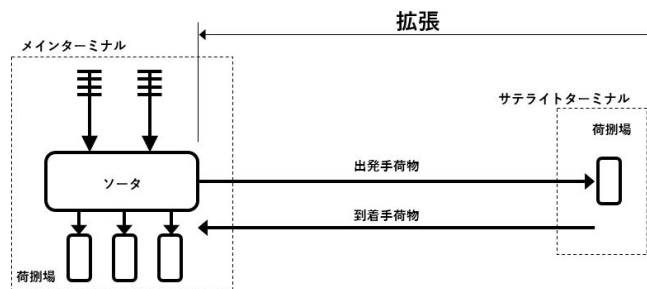 拡張
メインターミナル
サテライトターミナル
荷捌場
出発手荷物
ソータ
到着手荷物
荷捌場